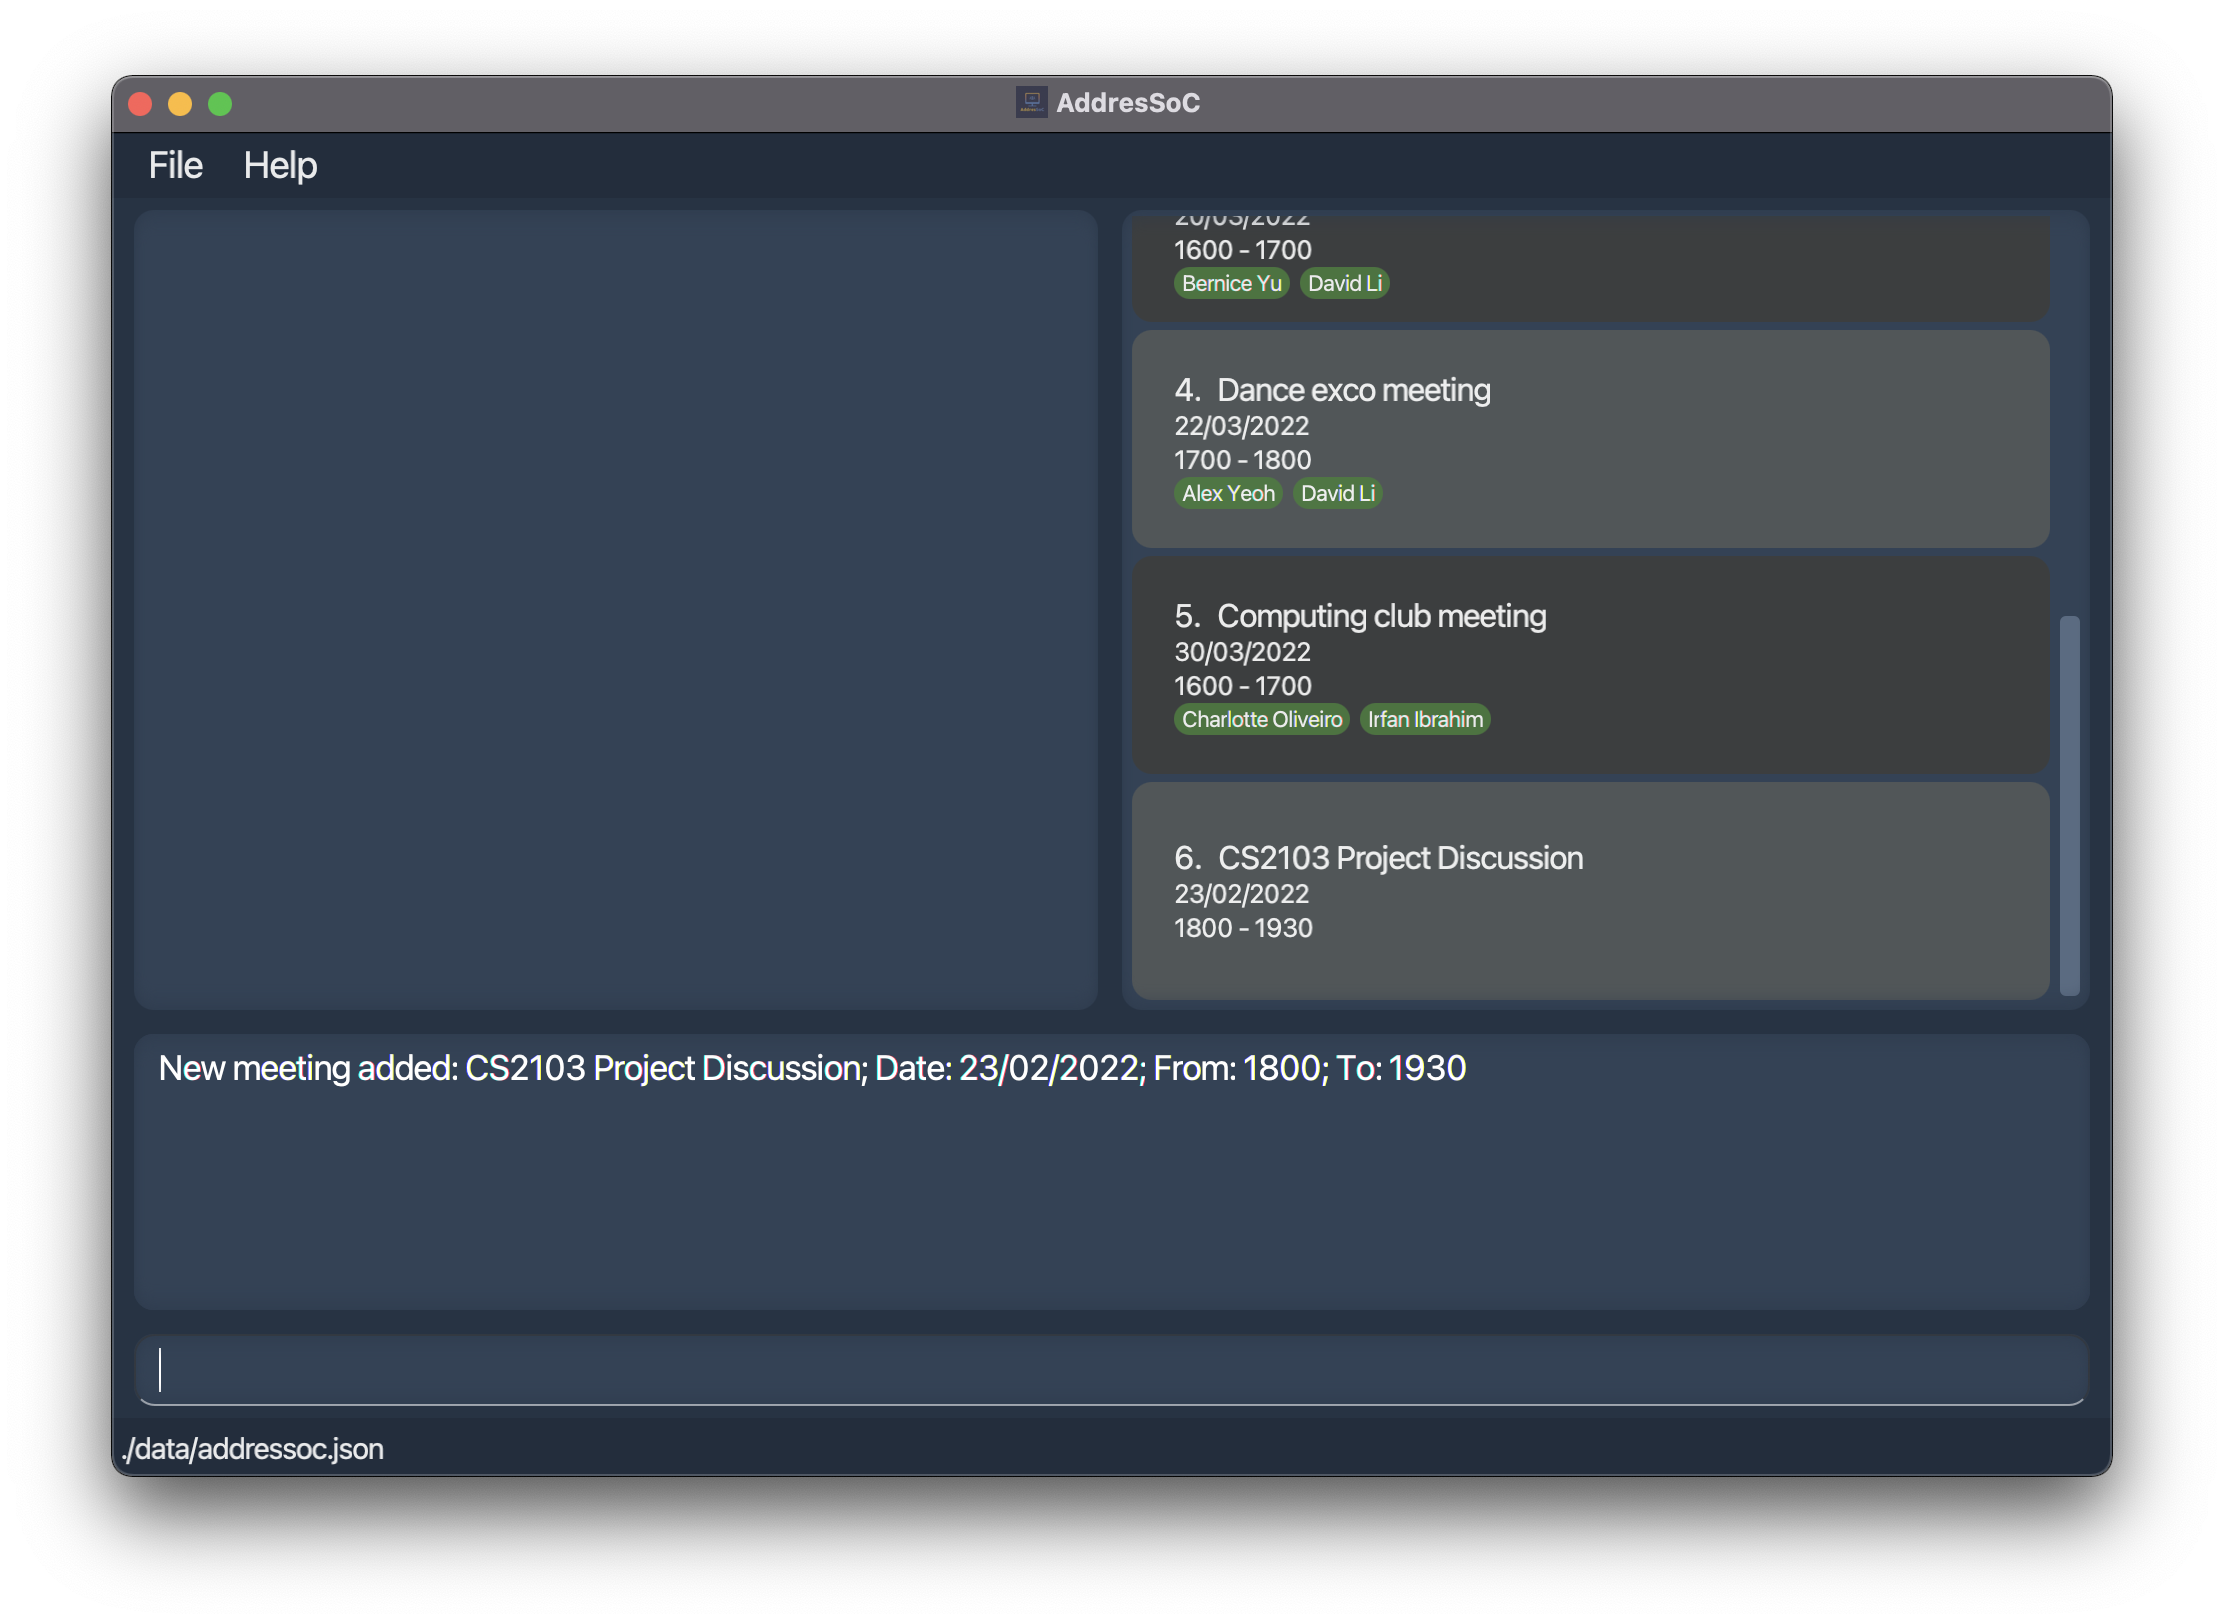 AddresSoC
File Help
20/03/2022
1600 - 1700
Bernice Yu David Li
4. Dance exco meeting
22/03/2022
1700 - 1800
Alex Yeoh David Li
5. Computing club meeting
30/03/2022
1600 - 1700
Charlotte Oliveiro Irfan Ibrahim
6. CS2103 Project Discussion
23/02/2022
1800 - 1930
New meeting added: CS2103 Project Discussion; Date: 23/02/2022; From: 1800; To: 1930
./data/addressoc.json